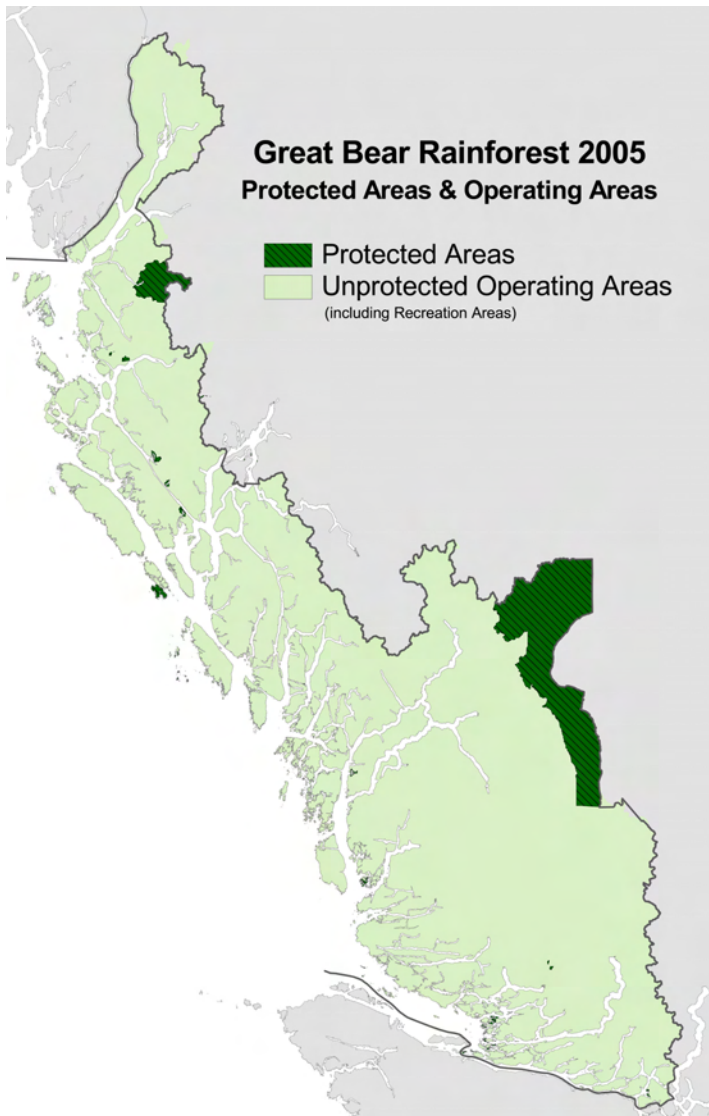 Great Bear Rainforest 2005
Protected Areas & Operating Areas
Protected Areas
Unprotected Operating Areas
(including Recreation Areas)